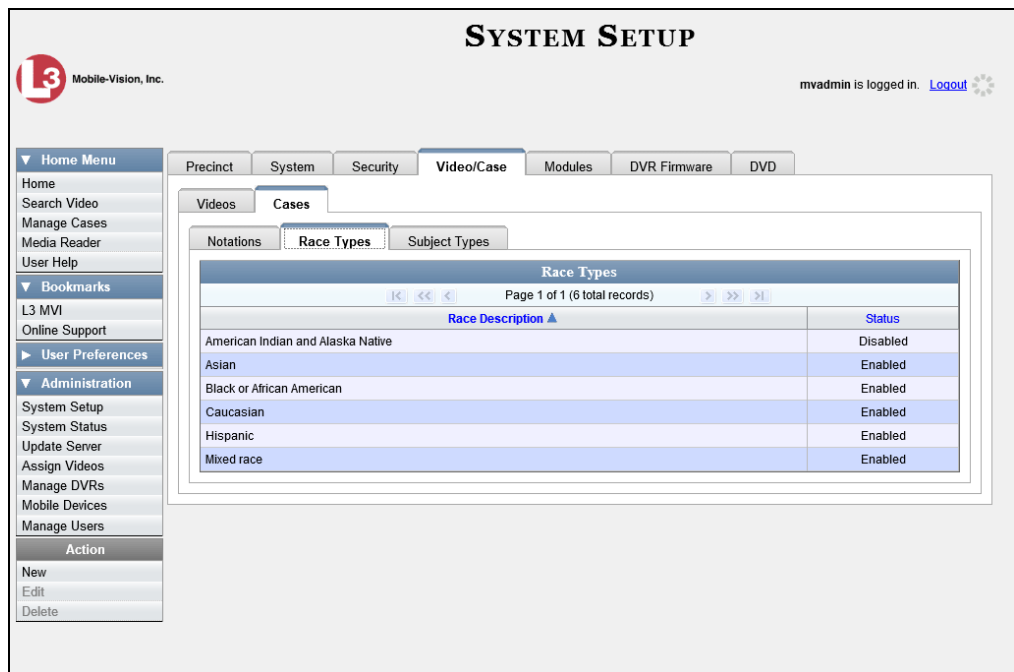 SYSTEM SETUP
L3 Mobile-Vision, Inc.
mvadmin is logged in. Logout
▼ Home Menu
Home
Search Video
Manage Cases
Media Reader
User Help
▼ Bookmarks
L3 MVI
Online Support
▶ User Preferences
▼ Administration
System Setup
System Status
Update Server
Assign Videos
Manage DVRs
Mobile Devices
Manage Users
Action
New
Edit
Delete
Precinct System Security Video/Case Modules DVR Firmware DVD
Videos Cases
Notations Race Types Subject Types
Race Types
|< << < Page 1 of 1 (6 total records) > >> >|
Race Description ▲ Status
American Indian and Alaska Native Disabled
Asian Enabled
Black or African American Enabled
Caucasian Enabled
Hispanic Enabled
Mixed race Enabled